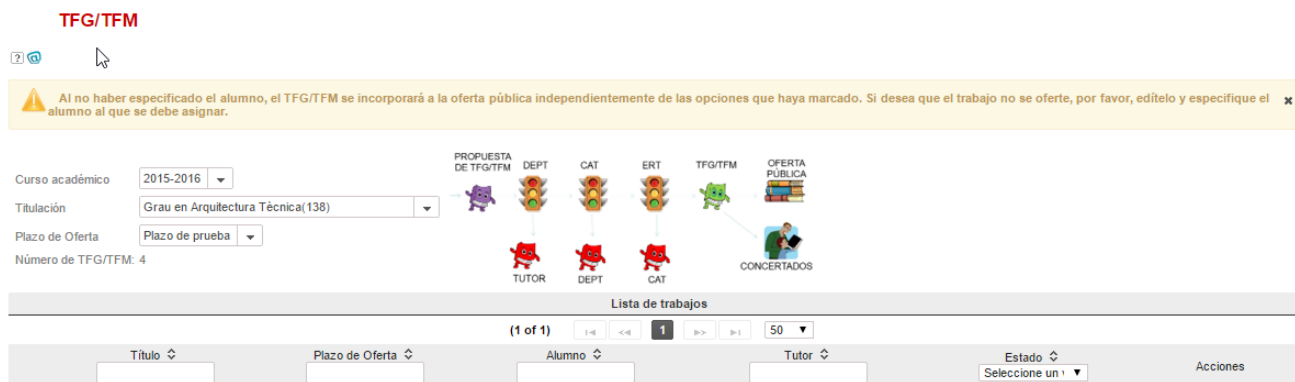 TFG/TFM
?
Al no haber especificado el alumno, el TFG/TFM se incorporará a la oferta pública independientemente de las opciones que haya marcado. Si desea que el trabajo no se oferte, por favor, edítelo y especifique el
alumno al que se debe asignar.
PROPUESTA
DE TFG/TFM DEPT CAT ERT TFG/TFM OFERTA
PÚBLICA
Curso académico 2015-2016
Titulación Grau en Arquitectura Tècnica(138)
Plazo de Oferta Plazo de prueba
Número de TFG/TFM: 4
CONCERTADOS
TUTOR DEPT CAT
Lista de trabajos
(1 of 1) 1 50
Título Plazo de Oferta Alumno Tutor Estado Acciones
Seleccione un